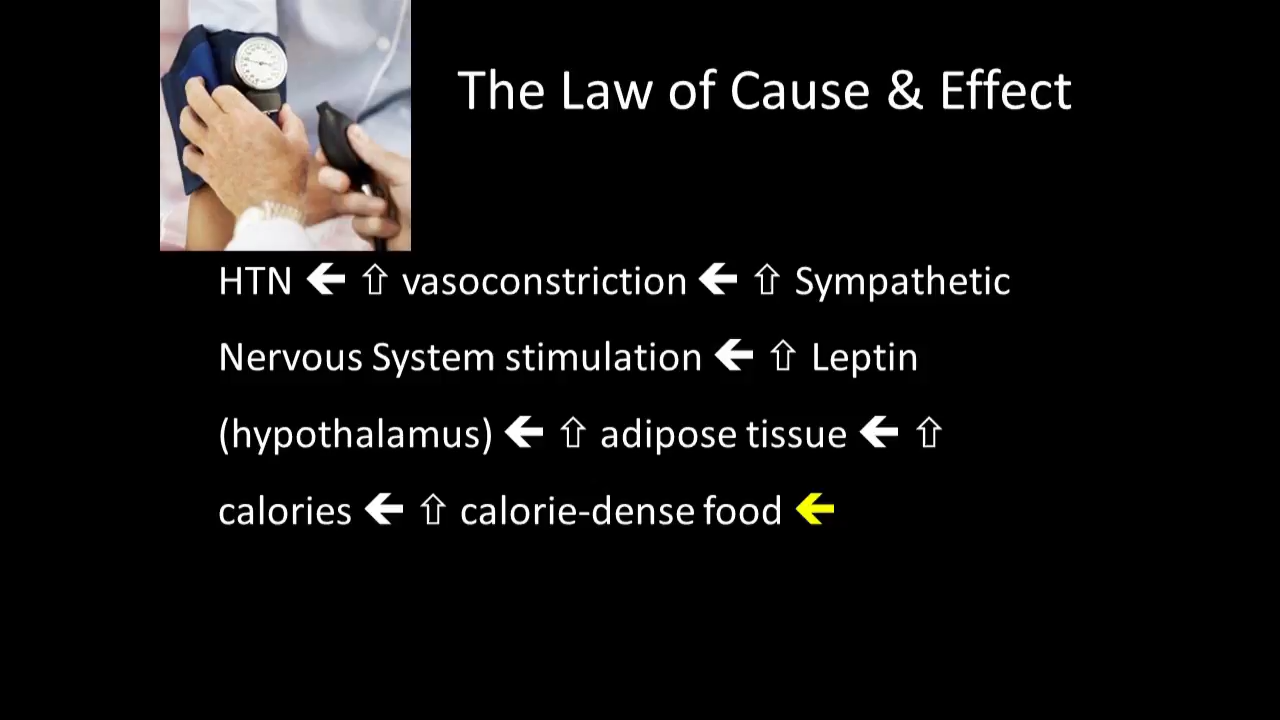 The Law of Cause & Effect
HTN 🡸 ⇧ vasoconstriction 🡸 ⇧ Sympathetic
Nervous System stimulation 🡸 ⇧ Leptin
(hypothalamus) 🡸 ⇧ adipose tissue 🡸 ⇧
calories 🡸 ⇧ calorie-dense food 🡸